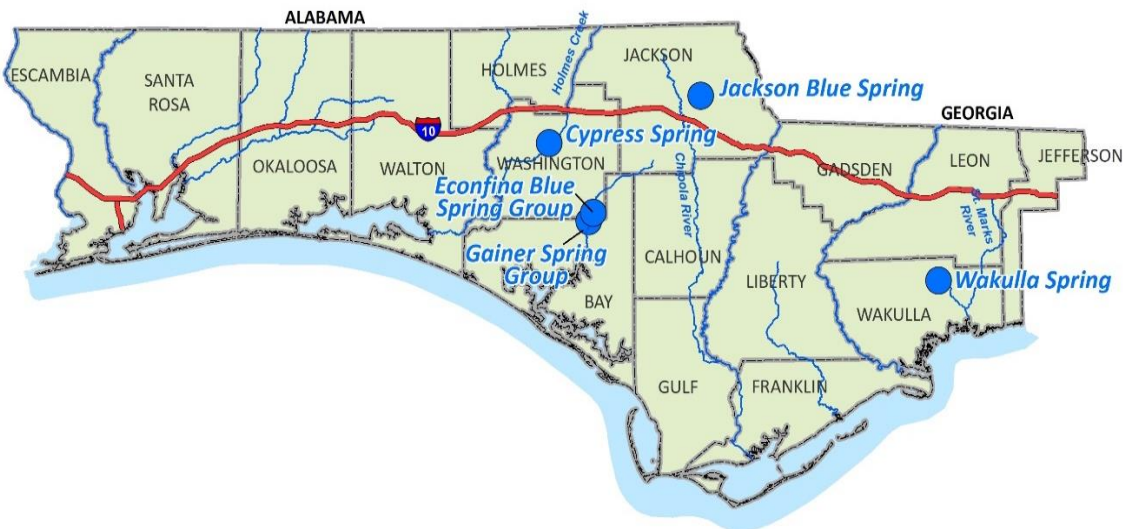 ALABAMA
ESCAMBIA
SANTA
ROSA
OKALOOSA
WALTON
10
HOLMES
Holmes Creek
JACKSON
Jackson Blue Spring
Cypress Spring
WASHINGTON
GEORGIA
GADSDEN
LEON
JEFFERSON
Econfina Blue
Spring Group
Gainer Spring
Group
Chipola River
St. Marks
River
CALHOUN
LIBERTY
BAY
Wakulla Spring
WAKULLA
GULF
FRANKLIN